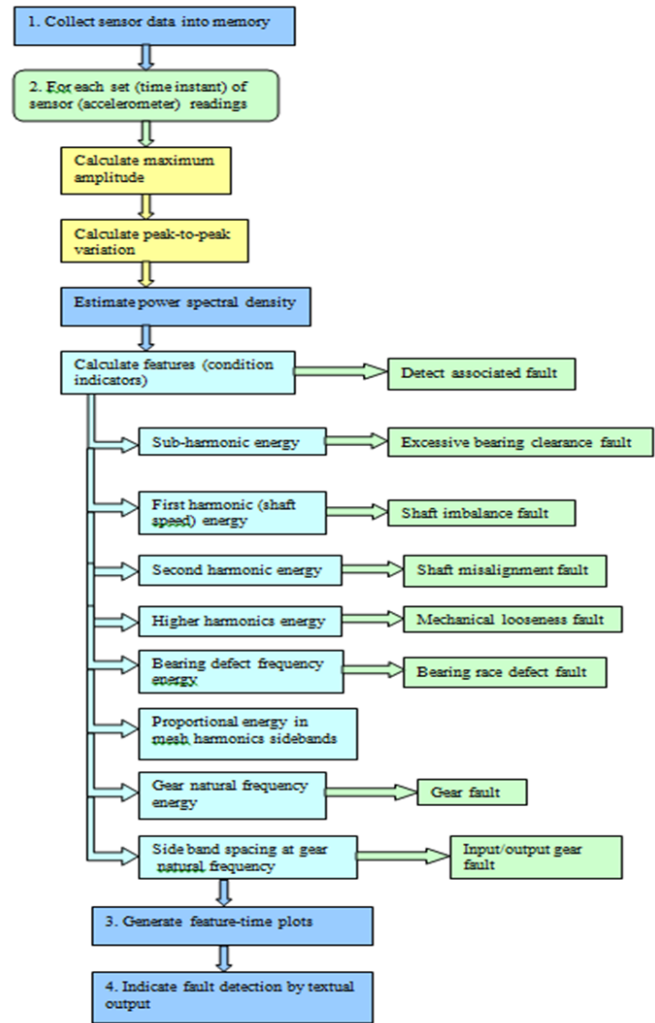 1. Collect sensor data into memory
2. For each set (time instant) of
sensor (accelerometer) readings
Calculate maximum
amplitude
Calculate peak-to-peak
variation
Estimate power spectral density
Calculate features (condition
indicators)
Detect associated fault
Sub-harmonic energy
Excessive bearing clearance fault
First harmonic (shaft
speed) energy
Shaft imbalance fault
Second harmonic energy
Shaft misalignment fault
Higher harmonics energy
Mechanical looseness fault
Bearing defect frequency
energy
Bearing race defect fault
Proportional energy in
mesh harmonics sidebands
Gear natural frequency
energy
Gear fault
Side band spacing at gear
natural frequency
Input/output gear
fault
3. Generate feature-time plots
4. Indicate fault detection by textual
output